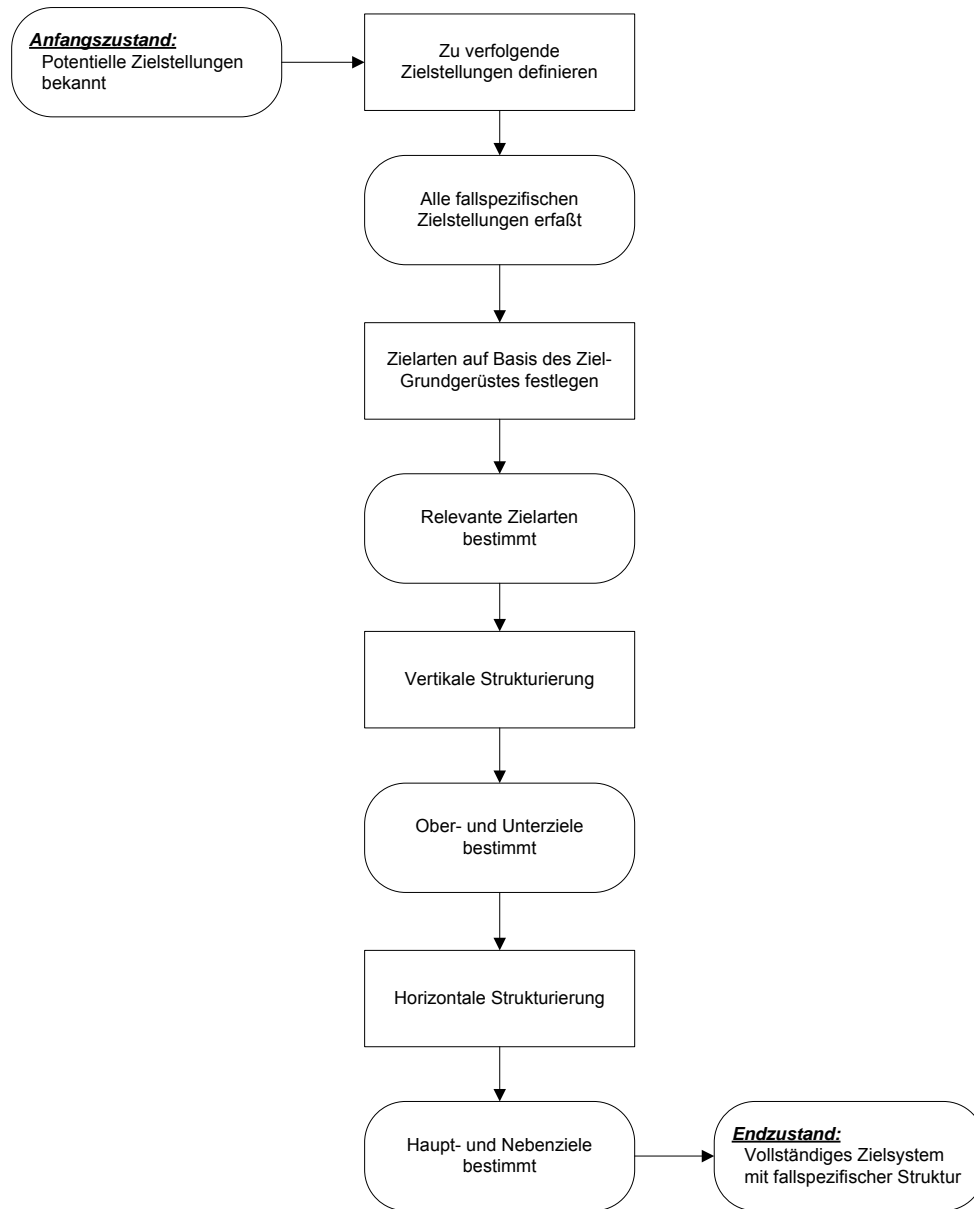 Anfangszustand:
Potentielle Zielstellungen
bekannt
Zu verfolgende
Zielstellungen definieren
Alle fallspezifischen
Zielstellungen erfaßt
Zielarten auf Basis des Ziel-
Grundgerüstes festlegen
Relevante Zielarten
bestimmt
Vertikale Strukturierung
Ober- und Unterziele
bestimmt
Horizontale Strukturierung
Haupt- und Nebenziele
bestimmt
Endzustand:
Vollständiges Zielsystem
mit fallspezifischer Struktur